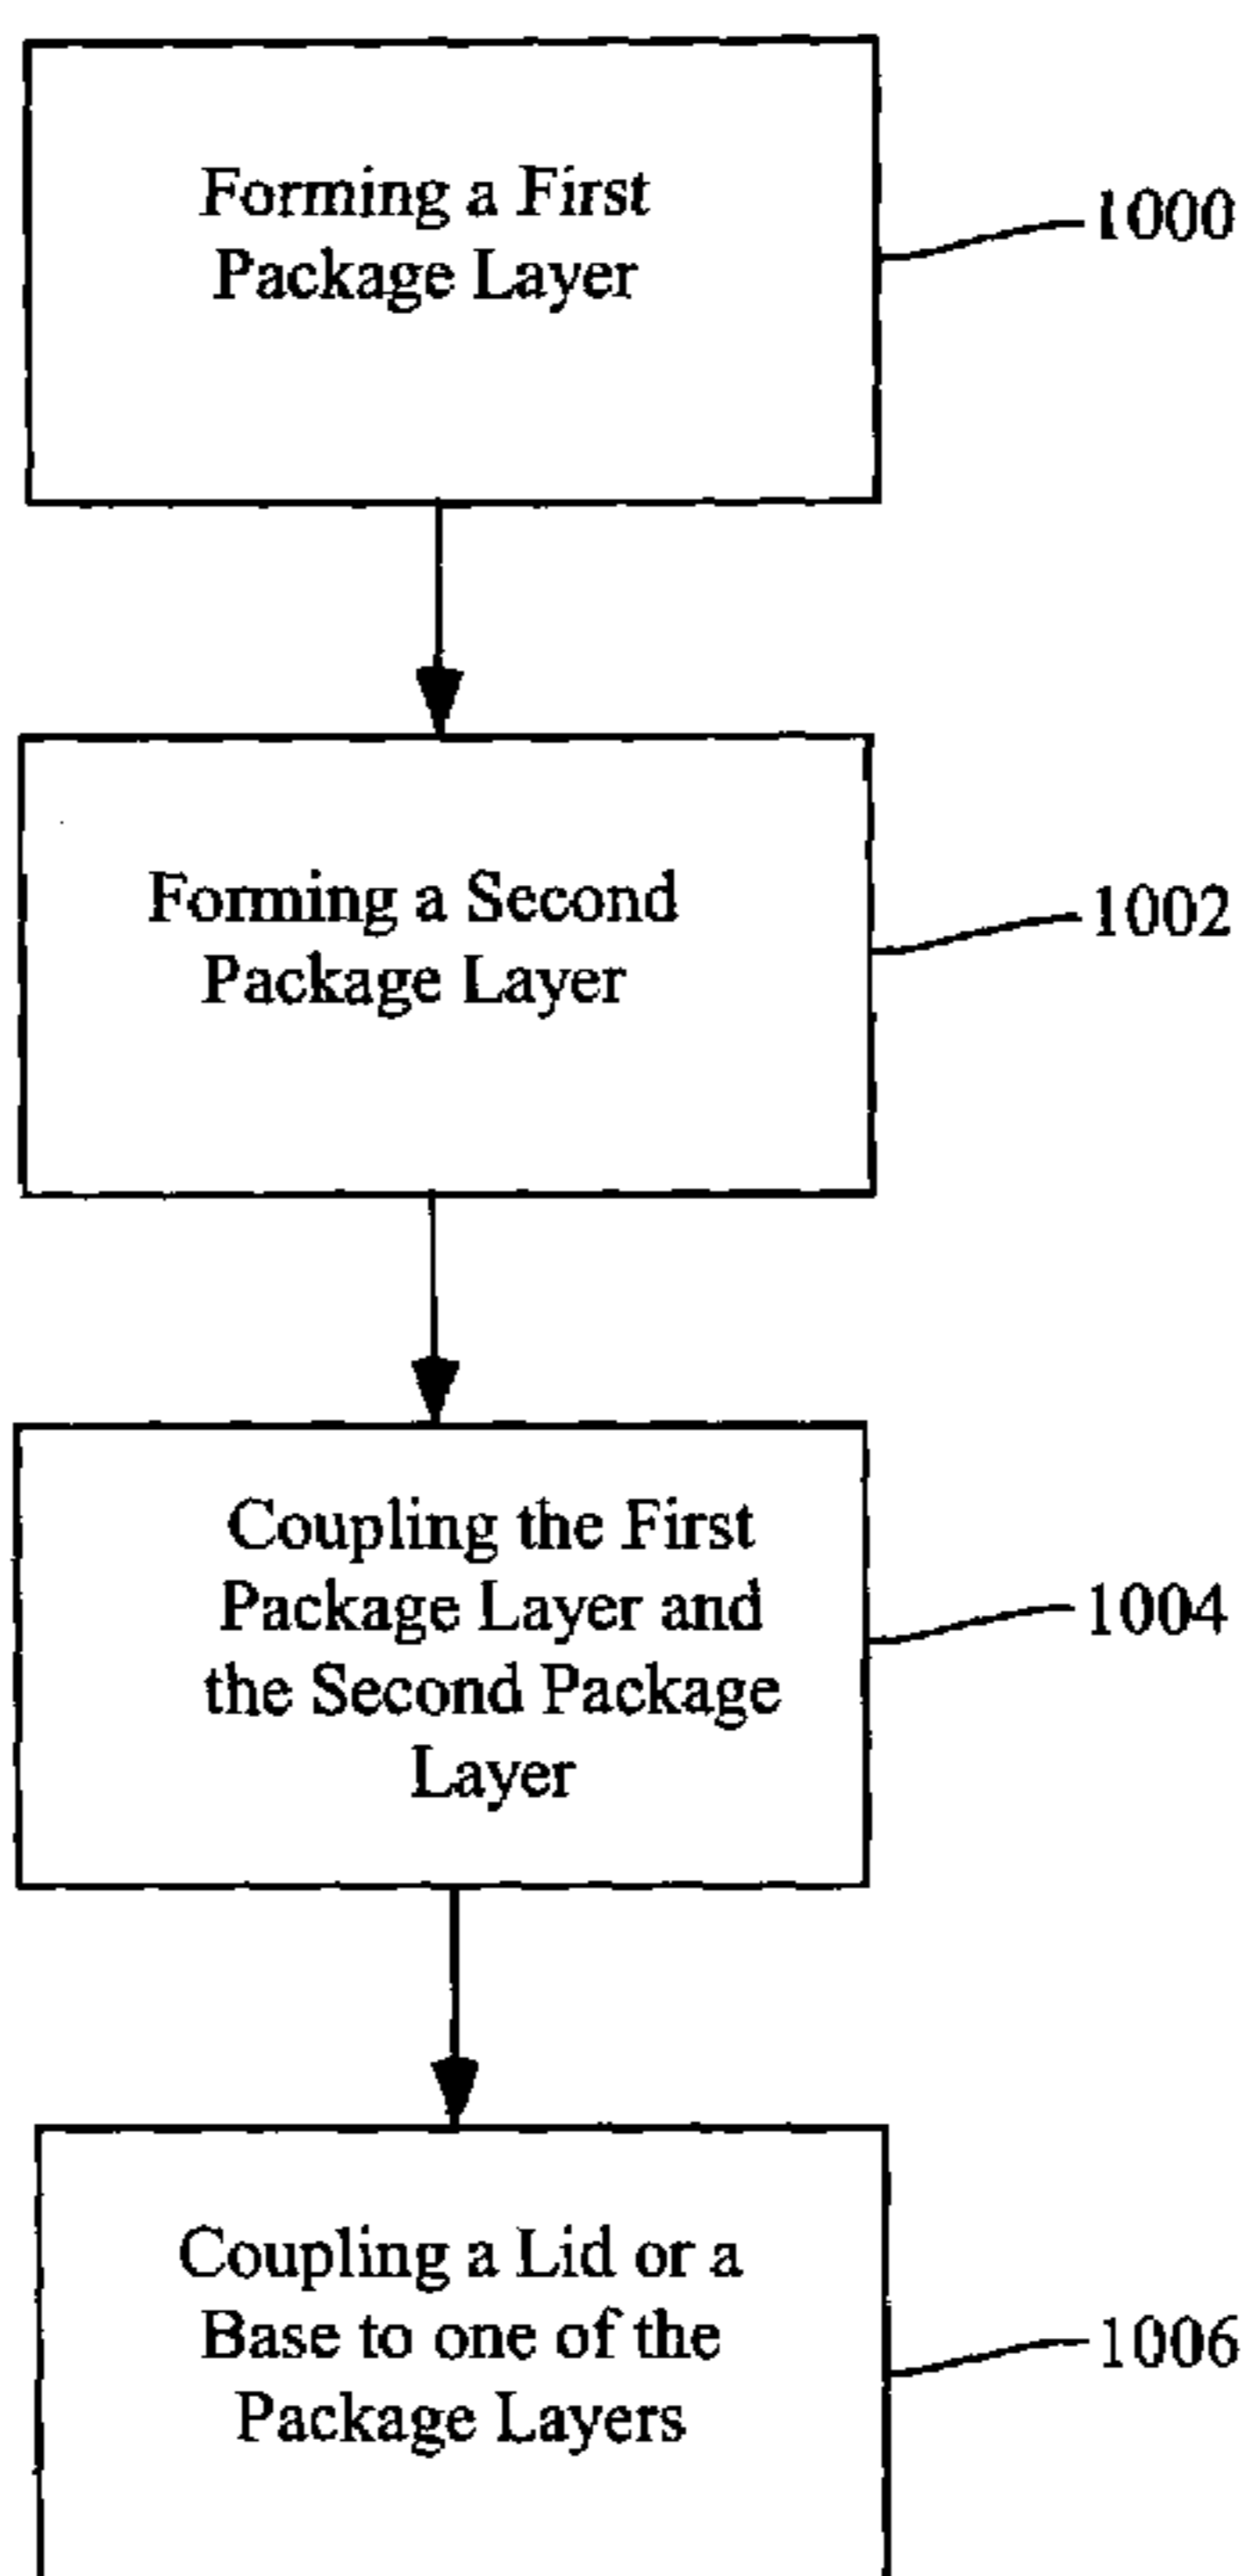 Forming a First
Package Layer
1000
Forming a Second
Package Layer
1002
Coupling the First
Package Layer and
the Second Package
Layer
1004
Coupling a Lid or a
Base to one of the
Package Layers
1006